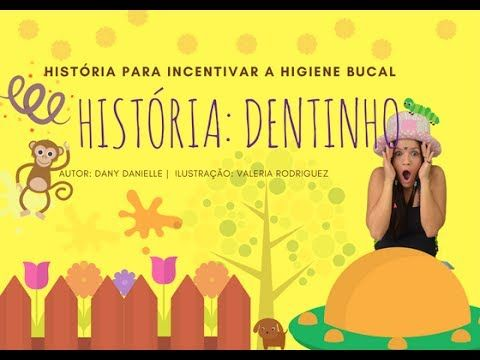 HISTÓRIA PARA INCENTIVAR A HIGIENE BUCAL
HISTÓRIA: DENTINHO
AUTOR: DANY DANIELLE | ILUSTRAÇÃO: VALERIA RODRIGUEZ